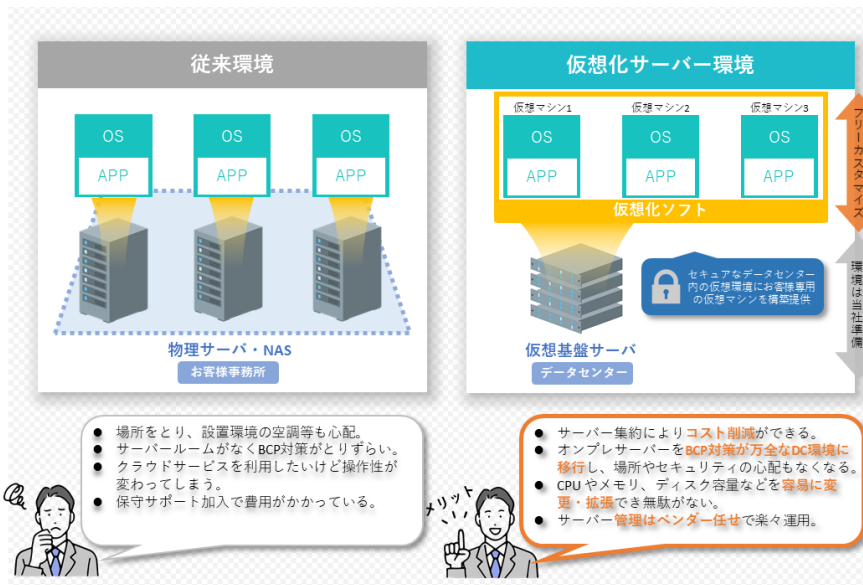 従来環境
OS
APP
OS
APP
OS
APP
物理サーバ・NAS
お客様事務所
場所をとり、設置環境の空調等も心配。
サーバールームがなくBCP対策がとりずらい。
クラウドサービスを利用したいけど操作性が
変わってしまう。
保守サポート加入で費用がかかっている。
仮想化サーバー環境
仮想マシン1
仮想マシン2
仮想マシン3
OS
APP
OS
APP
OS
APP
仮想化ソフト
フリーカスタマイズ
セキュアなデータセンター
内の仮想環境にお客様専用
の仮想マシンを構築提供
環境は当社準備
仮想基盤サーバ
データセンター
メリット
サーバー集約によりコスト削減ができる。
オンプレサーバーをBCP対策が万全なDC環境に
移行し、場所やセキュリティの心配もなくなる。
CPUやメモリ、ディスク容量などを容易に変
更・拡張でき無駄がない。
サーバー管理はベンダー任せで楽々運用。